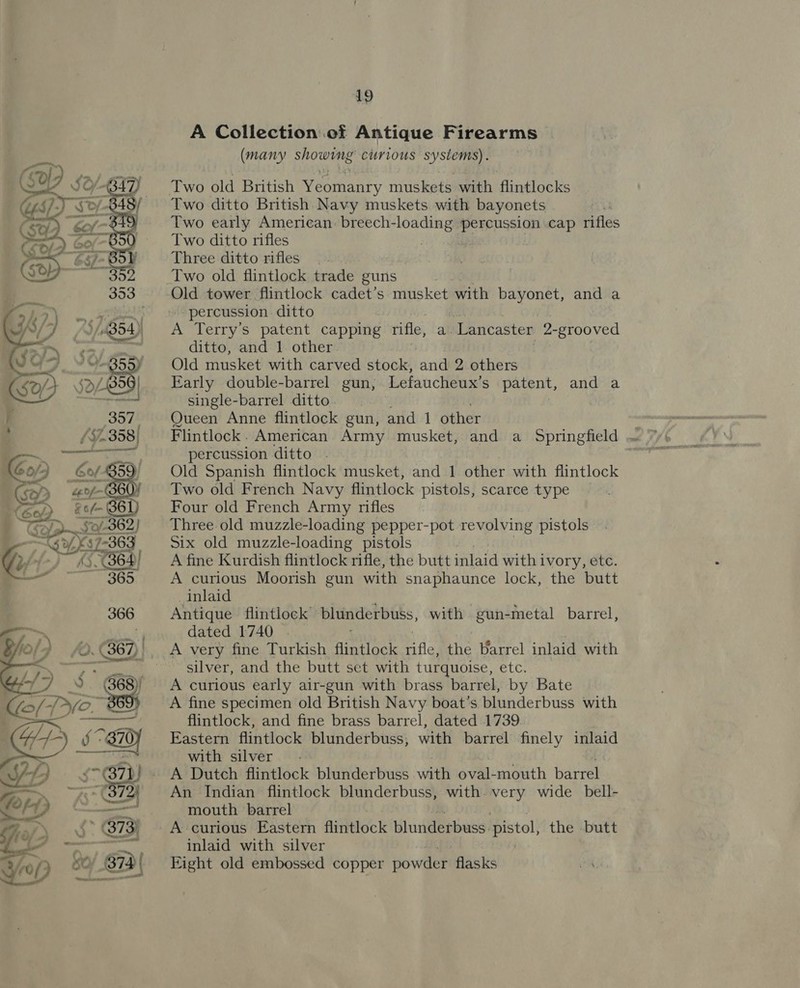 19
A Collection of Antique Firearms
(many showing curious systems).
347 Two old British Yeomanry muskets with flintlocks
348 Two ditto British Navy muskets with bayonets
349 Two early American breech-loading percussion cap rifles
350 Two ditto rifles
351 Three ditto rifles
352 Two old flintlock trade guns
353 Old tower flintlock cadet's musket with bayonet, and a
percussion ditto
354 A Terry's patent capping rifle, a Lancaster 2-grooved
ditto, and 1 other
355 Old musket with carved stock, and 2 others
356 Early double-barrel gun, Lefaucheux's patent, and a
single-barrel ditto
357 Queen Anne flintlock gun, and 1 other
358 Flintlock American Army musket, and a Springfield
percussion ditto
359 Old Spanish flintlock musket, and 1 other with flintlock
360 Two old French Navy flintlock pistols, scarce type
361 Four old French Army rifles
362 Three old muzzle-loading pepper-pot revolving pistols
363 Six old muzzle-loading pistols
364 A fine Kurdish flintlock rifle, the butt inlaid with ivory, etc.
365 A curious Moorish gun with snaphaunce lock, the butt
inlaid
366 Antique flintlock blunderbuss, with gun-metal barrel,
dated 1740
367 A very fine Turkish flintlock rifle, the barrel inlaid with
silver, and the butt set with turquoise, etc.
368 A curious early air-gun with brass barrel, by Bate
369 A fine specimen old British Navy boat's blunderbuss with
flintlock, and fine brass barrel, dated 1739
370 Eastern flintlock blunderbuss, with barrel finely inlaid
with silver
371 A Dutch flintlock blunderbuss with oval-mouth barrel
372 An Indian flintlock blunderbuss, with very wide bell-
mouth barrel
373 A curious Eastern flintlock blunderbuss pistol, the butt
inlaid with silver
374 Eight old embossed copper powder flasks